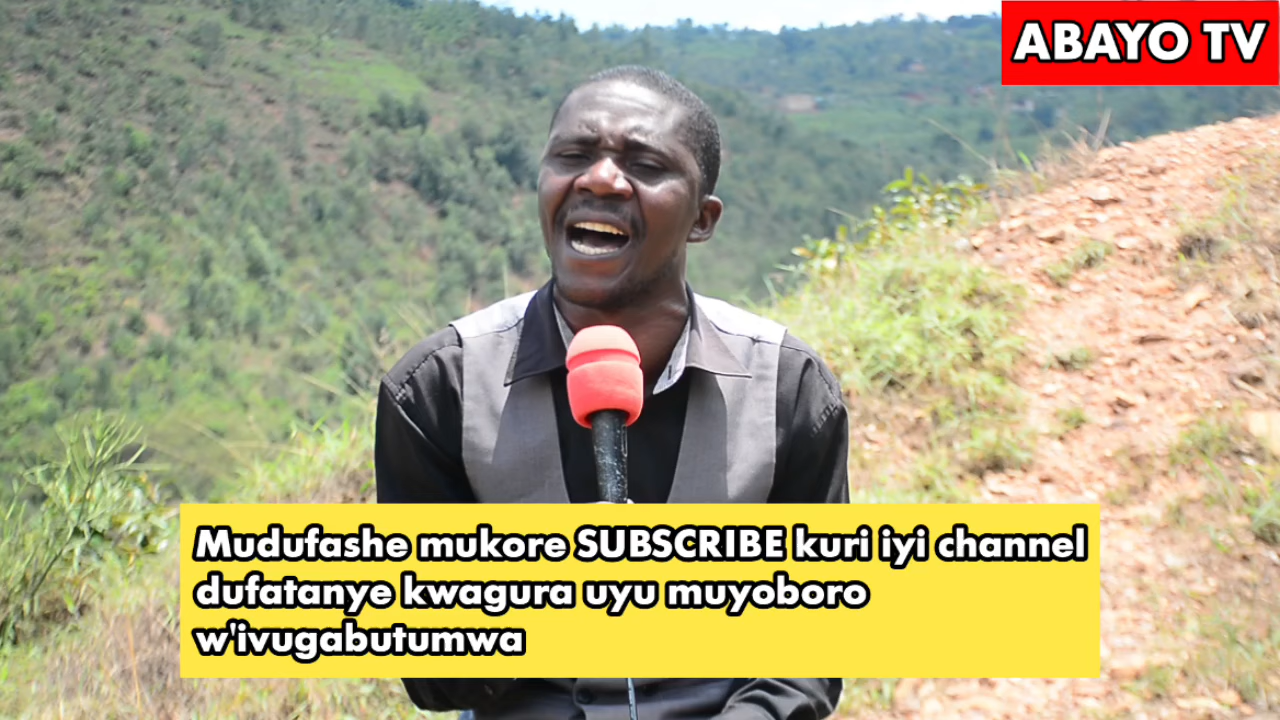 ABAYO TV
Mudufashe mukore SUBSCRIBE kuri iyi channel
dufatanye kwagura uyu muyoboro
w'ivugabutumwa